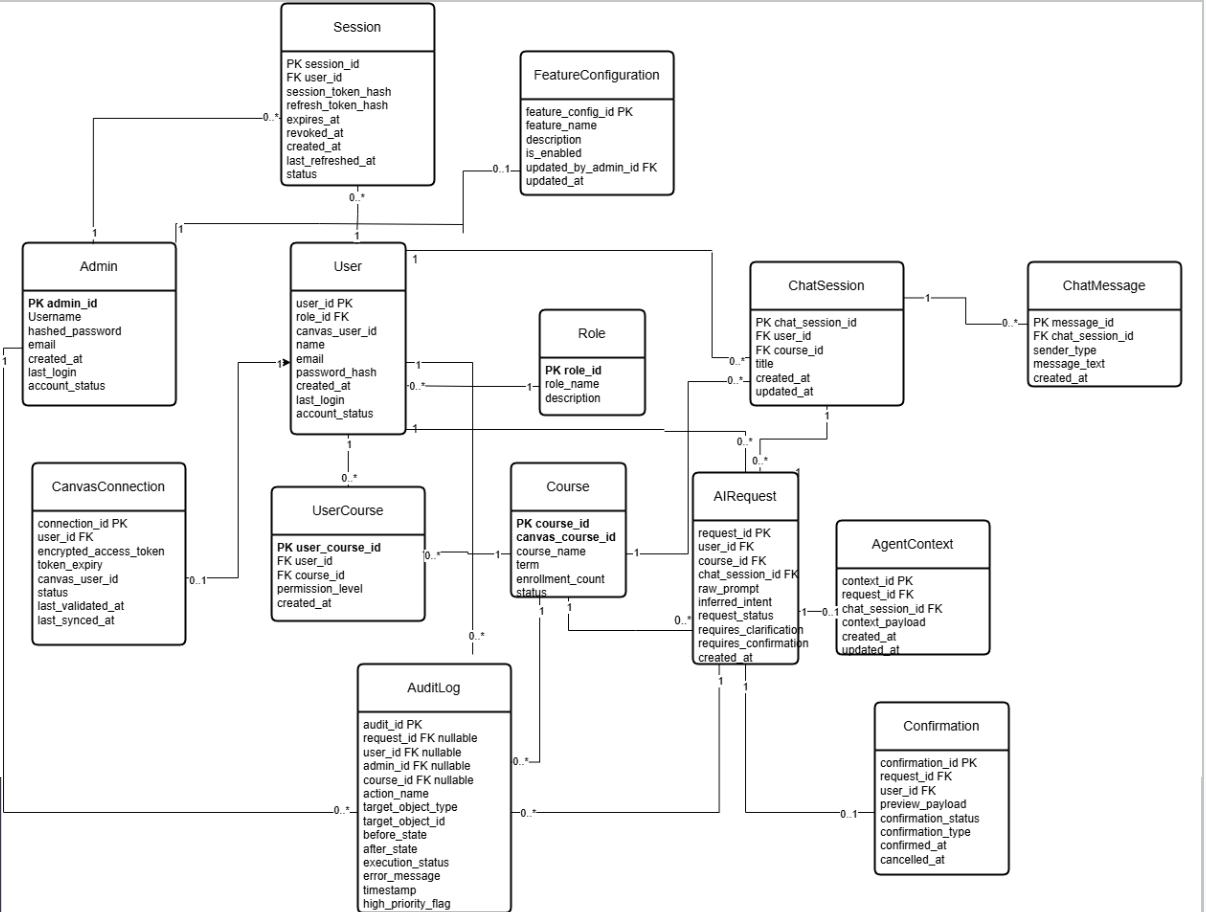 Session
PK session_id
FK user_id
session_token_hash
refresh_token_hash
expires_at
revoked_at
created_at
last_refreshed_at
status
0..*
0..*
FeatureConfiguration
feature_config_id PK
feature_name
description
is_enabled
updated_by_admin_id FK
updated_at
0..1
1
1
1
Admin
PK admin_id
Username
hashed_password
email
created_at
last_login
account_status
1
User
user_id PK
role_id FK
canvas_user_id
name
email
password_hash
created_at
last_login
account_status
1
1
1
0..*
1
1
1
Role
PK role_id
role_name
description
1
ChatSession
PK chat_session_id
FK user_id
FK course_id
title
created_at
updated_at
0..*
0..*
1
1
ChatMessage
PK message_id
FK chat_session_id
sender_type
message_text
created_at
0..*
CanvasConnection
connection_id PK
user_id FK
encrypted_access_token
token_expiry
canvas_user_id
status
last_validated_at
last_synced_at
0..1
0..*
UserCourse
PK user_course_id
FK user_id
FK course_id
permission_level
created_at
0..*
Course
PK course_id
canvas_course_id
course_name
term
enrollment_count
status
1
1
1
1
0..*
0..*
1
AIRequest
request_id PK
user_id FK
course_id FK
chat_session_id FK
raw_prompt
inferred_intent
request_status
requires_clarification
requires_confirmation
created_at
0..*
1
1
1
AgentContext
context_id PK
request_id FK
chat_session_id FK
context_payload
created_at
updated_at
0..1
0..*
AuditLog
audit_id PK
request_id FK nullable
user_id FK nullable
admin_id FK nullable
course_id FK nullable
action_name
target_object_type
target_object_id
before_state
after_state
execution_status
error_message
timestamp
high_priority_flag
0..*
0..*
0..*
Confirmation
confirmation_id PK
request_id FK
user_id FK
preview_payload
confirmation_status
confirmation_type
confirmed_at
cancelled_at
0..1